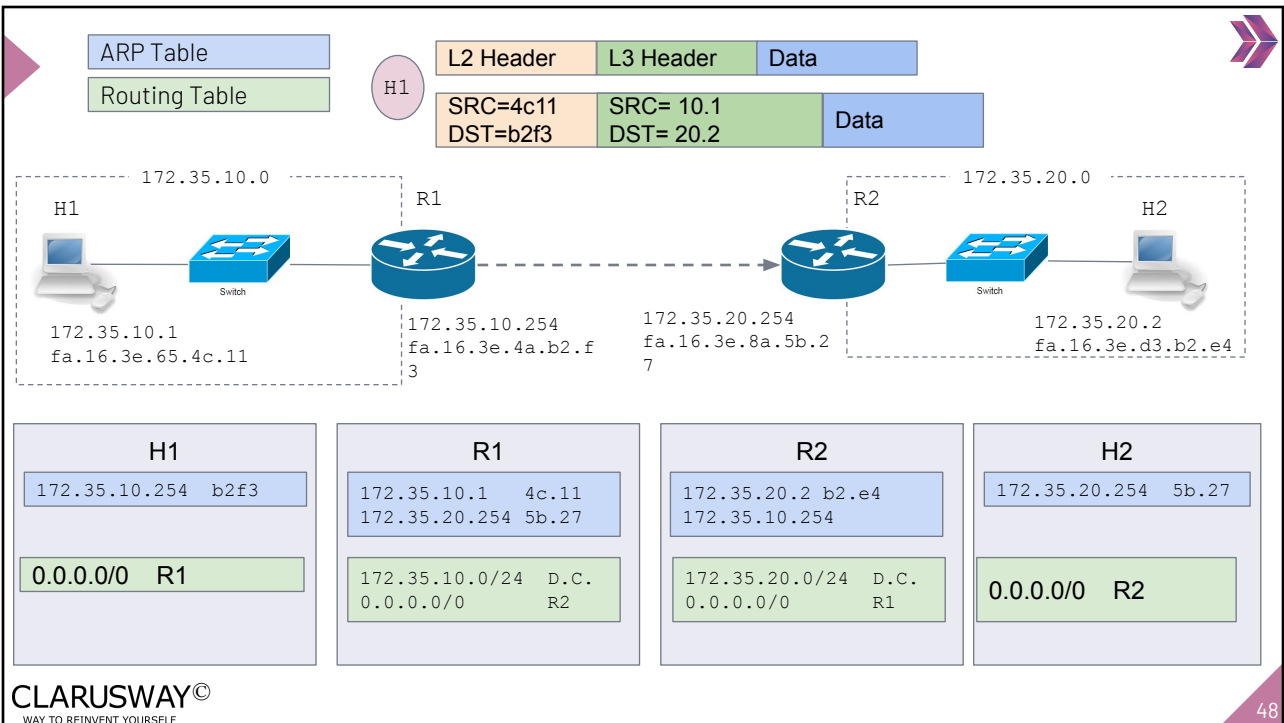 ARP Table
Routing Table
H1
L2 Header L3 Header Data
SRC=4c11 SRC= 10.1
DST=b2f3 DST= 20.2
Data
172.35.10.0
172.35.20.0
H1
R1
R2
H2
Switch
Switch
172.35.10.1
fa.16.3e.65.4c.11
172.35.10.254
fa.16.3e.4a.b2.f
3
172.35.20.254
fa.16.3e.8a.5b.2
7
172.35.20.2
fa.16.3e.d3.b2.e4
H1
172.35.10.254 b2f3
0.0.0.0/0 R1
R1
172.35.10.1 4c.11
172.35.20.254 5b.27
172.35.10.0/24 D.C.
0.0.0.0/0 R2
R2
172.35.20.2 b2.e4
172.35.10.254
172.35.20.0/24 D.C.
0.0.0.0/0 R1
H2
172.35.20.254 5b.27
0.0.0.0/0 R2
CLARUSWAY©
WAY TO REINVENT YOURSELF
48